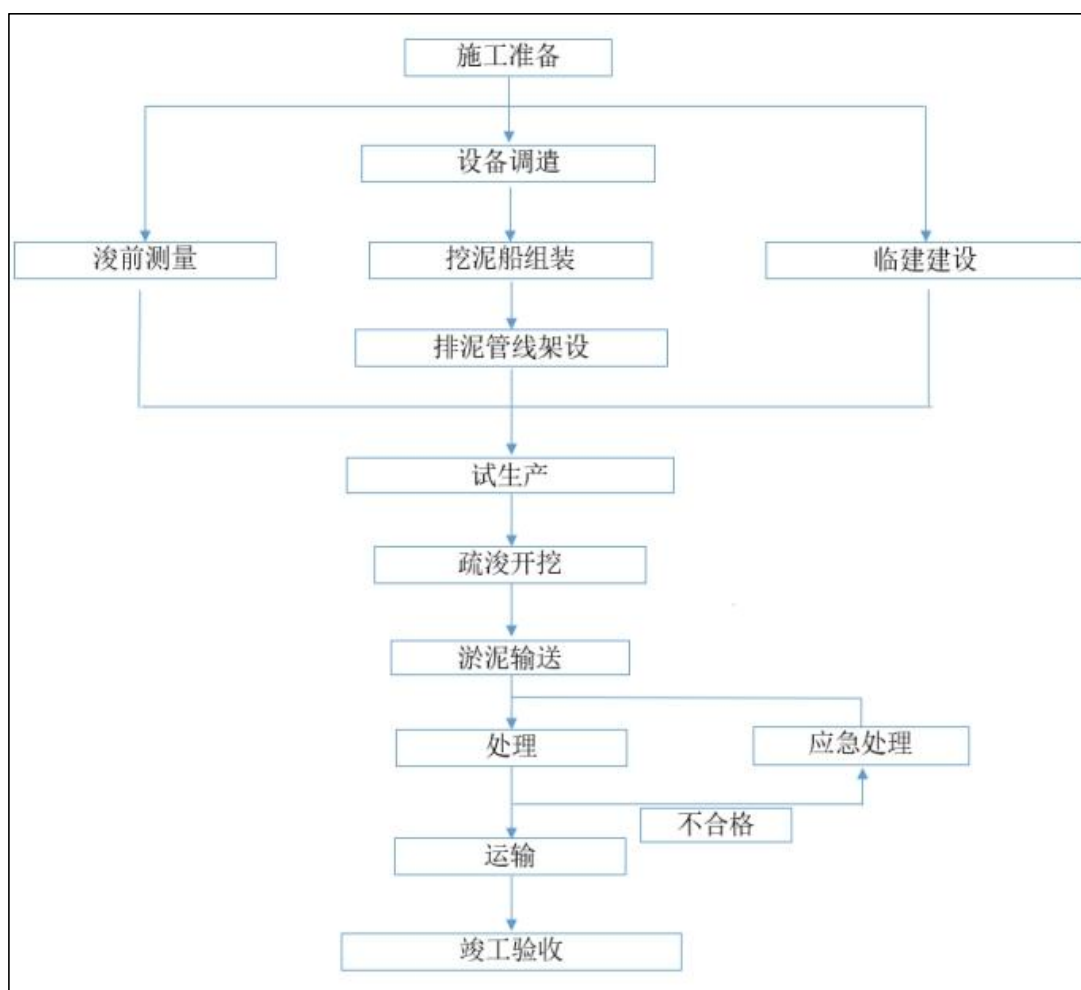 施工准备
设备调遣
浚前测量
挖泥船组装
临建建设
排泥管线架设
试生产
疏浚开挖
淤泥输送
处理
应急处理
不合格
运输
竣工验收